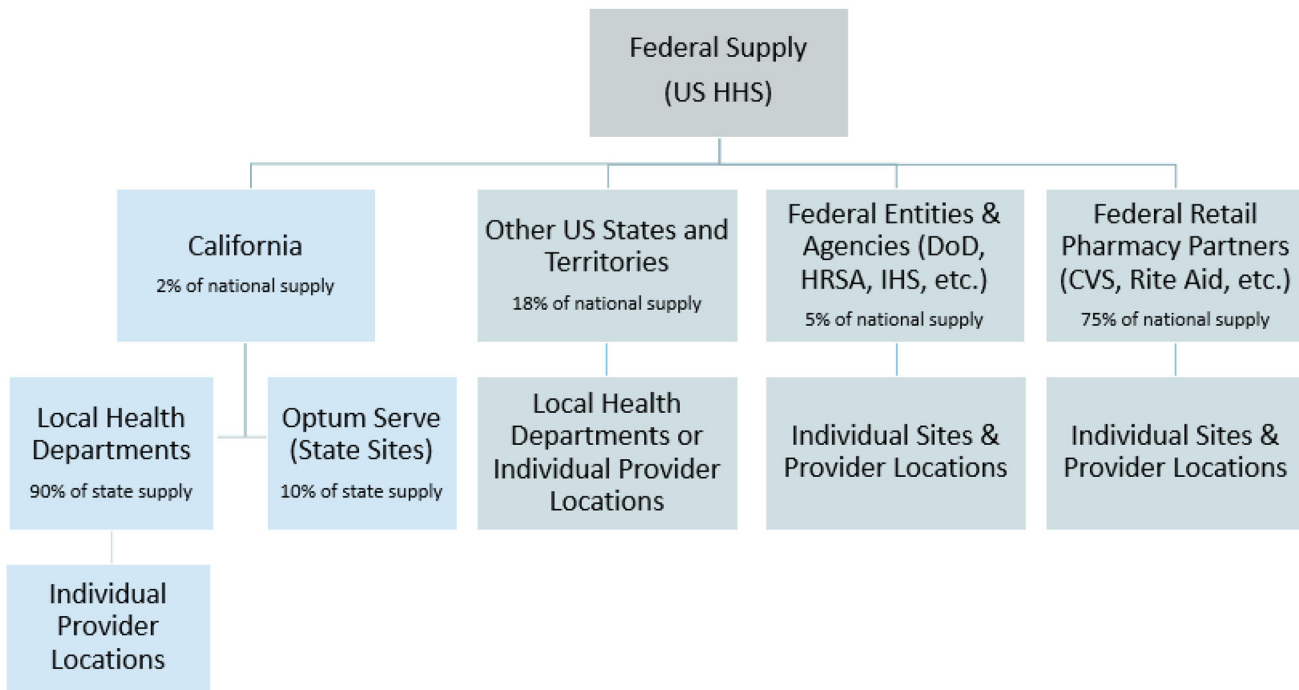 Federal Supply
(US HHS)
California
2% of national supply
Other US States and
Territories
18% of national supply
Federal Entities &
Agencies (DoD,
HRSA, IHS, etc.)
5% of national supply
Federal Retail
Pharmacy Partners
(CVS, Rite Aid, etc.)
75% of national supply
Local Health
Departments
90% of state supply
Optum Serve
(State Sites)
10% of state supply
Local Health
Departments or
Individual Provider
Locations
Individual Sites &
Provider Locations
Individual Sites &
Provider Locations
Individual
Provider
Locations